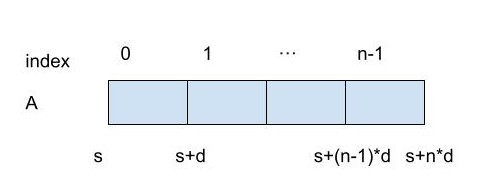 index 0 1 ... n-1
A
s s+d s+(n-1)*d s+n*d